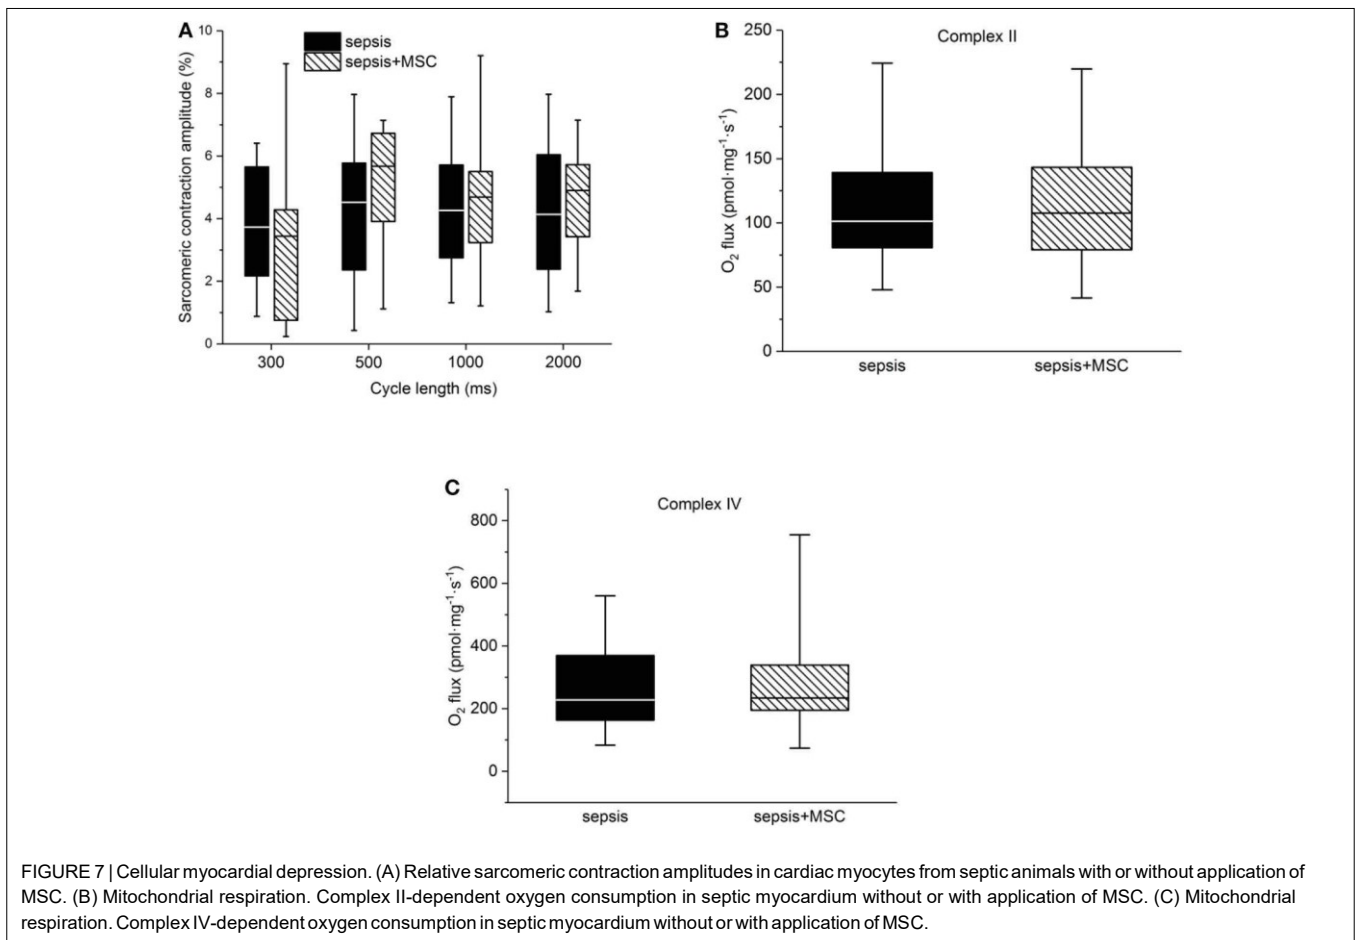 A
10
8
6
4
2
0
Sarcomeric contraction amplitude (%)
sepsis
sepsis+MSC
300 500 1000 2000
Cycle length (ms)
B
Complex II
250
200
150
100
50
0
O₂ flux (pmol·mg⁻¹·s⁻¹)
sepsis sepsis+MSC
C
Complex IV
800
600
400
200
0
O₂ flux (pmol·mg⁻¹·s⁻¹)
sepsis sepsis+MSC
FIGURE 7 | Cellular myocardial depression. (A) Relative sarcomeric contraction amplitudes in cardiac myocytes from septic animals with or without application of
MSC. (B) Mitochondrial respiration. Complex II-dependent oxygen consumption in septic myocardium without or with application of MSC. (C) Mitochondrial
respiration. Complex IV-dependent oxygen consumption in septic myocardium without or with application of MSC.